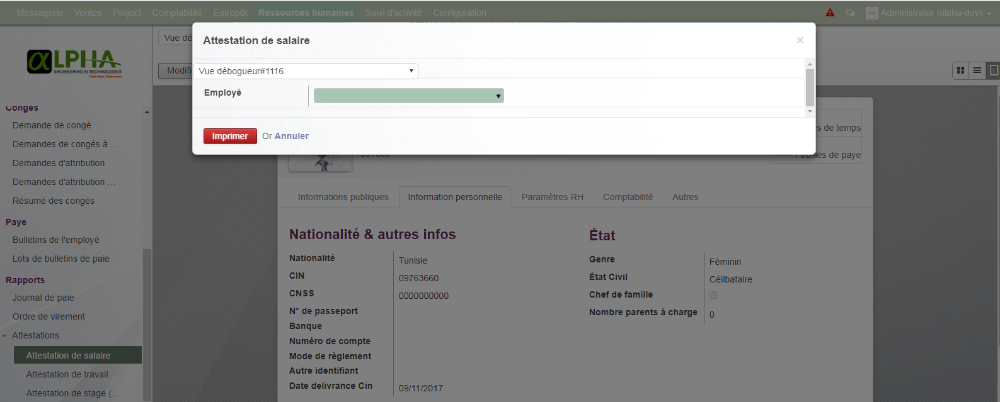 Messagerie Ventes Project Comptabilité Entrepôt Ressources humaines Suivi d'activité Configuration Administrator (alpha-dev)
αLPHA
ENGINEERING Et TECHNOLOGIES
Think Open, Think secure
Congés
Demande de congé
Demandes de congés à ...
Demandes d'attribution
Demandes d'attribution ...
Résumé des congés
Paye
Bulletins de l'employé
Lots de bulletins de paie
Rapports
Journal de paie
Ordre de virement
Attestations
Attestation de salaire
Attestation de travail
Attestation de stage (...
Vue dé
Modifi
Attestation de salaire
×
Vue débogueur#1116
Employé
Imprimer Or Annuler
s de temps
Feuilles de paye
Informations publiques Information personnelle Paramètres RH Comptabilité Autres
Nationalité & autres infos
Nationalité Tunisie
CIN 09763660
CNSS 0000000000
N° de passeport
Banque
Numéro de compte
Mode de règlement
Autre identifiant
Date delivrance Cin 09/11/2017
État
Genre Féminin
État Civil Célibataire
Chef de famille
Nombre parents à charge 0